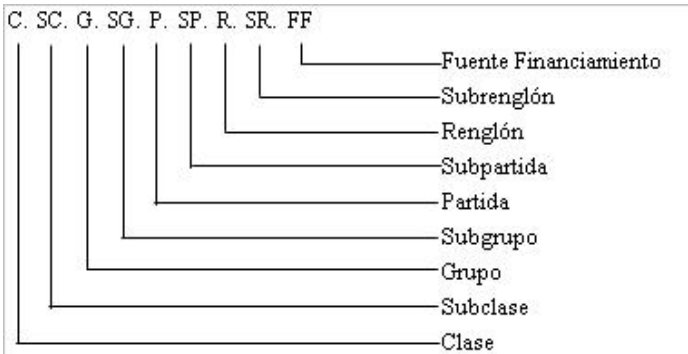 C. SC. G. SG. P. SP. R. SR. FF
Fuente Financiamiento
Subrenglón
Renglón
Subpartida
Partida
Subgrupo
Grupo
Subclase
Clase